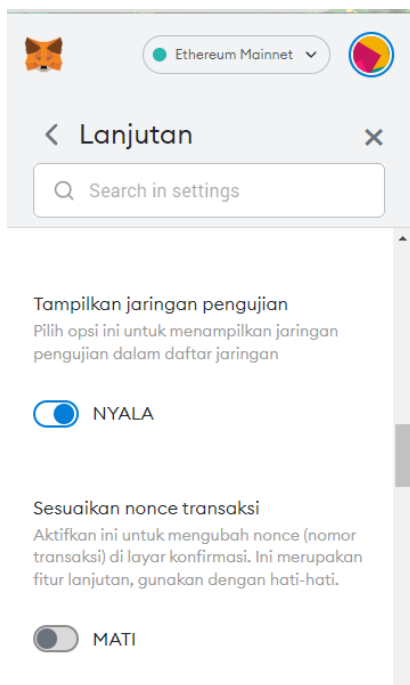 Ethereum Mainnet
Lanjutan
Search in settings
Tampilkan jaringan pengujian
Pilih opsi ini untuk menampilkan jaringan
pengujian dalam daftar jaringan
NYALA
Sesuaikan nonce transaksi
Aktifkan ini untuk mengubah nonce (nomor
transaksi) di layar konfirmasi. Ini merupakan
fitur lanjutan, gunakan dengan hati-hati.
MATI